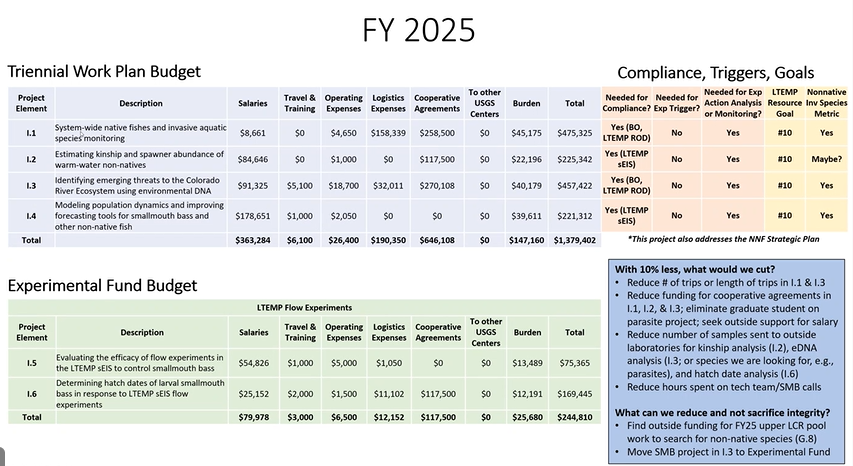 FY 2025
Triennial Work Plan Budget
Project Element | Description | Salaries | Travel & Training | Operating Expenses | Logistics Expenses | Cooperative Agreements | To other USGS Centers | Burden | Total
I.1 | System-wide native fishes and invasive aquatic species monitoring | $8,661 | $0 | $4,650 | $158,339 | $258,500 | $0 | $45,175 | $475,325
I.2 | Estimating kinship and spawner abundance of warm-water non-natives | $84,646 | $0 | $1,000 | $0 | $117,500 | $0 | $22,196 | $225,342
I.3 | Identifying emerging threats to the Colorado River Ecosystem using environmental DNA | $91,325 | $5,100 | $18,700 | $32,011 | $270,108 | $0 | $40,179 | $457,422
I.4 | Modeling population dynamics and improving forecasting tools for smallmouth bass and other non-native fish | $178,651 | $1,000 | $2,050 | $0 | $0 | $0 | $39,611 | $221,312
Total | $363,284 | $6,100 | $26,400 | $190,350 | $646,108 | $0 | $147,160 | $1,379,402
Compliance, Triggers, Goals
Needed for Compliance? | Needed for Exp Trigger? | Needed for Exp Action Analysis or Monitoring? | LTEMP Resource Goal | Nonnative Inv Species Metric
Yes (BO, LTEMP ROD) | No | Yes | #10 | Yes
Yes (LTEMP sEIS) | No | Yes | #10 | Maybe?
Yes (BO, LTEMP ROD) | No | Yes | #10 | Yes
Yes (LTEMP sEIS) | No | Yes | #10 | Yes
*This project also addresses the NNF Strategic Plan
Experimental Fund Budget
LTEMP Flow Experiments
Project Element | Description | Salaries | Travel & Training | Operating Expenses | Logistics Expenses | Cooperative Agreements | To other USGS Centers | Burden | Total
I.5 | Evaluating the efficacy of flow experiments in the LTEMP sEIS to control smallmouth bass | $54,826 | $1,000 | $5,000 | $1,050 | $0 | $0 | $13,489 | $75,365
I.6 | Determining hatch dates of larval smallmouth bass in response to LTEMP sEIS flow experiments | $25,152 | $2,000 | $1,500 | $11,102 | $117,500 | $0 | $12,191 | $169,445
Total | $79,978 | $3,000 | $6,500 | $12,152 | $117,500 | $0 | $25,680 | $244,810
With 10% less, what would we cut?
• Reduce # of trips or length of trips in I.1 & I.3
• Reduce funding for cooperative agreements in
I.1, I.2, & I.3; eliminate graduate student on
parasite project; seek outside support for salary
• Reduce number of samples sent to outside
laboratories for kinship analysis (I.2), eDNA
analysis (I.3; or species we are looking for, e.g.,
parasites), and hatch date analysis (I.6)
• Reduce hours spent on tech team/SMB calls
What can we reduce and not sacrifice integrity?
• Find outside funding for FY25 upper LCR pool
work to search for non-native species (G.8)
• Move SMB project in I.3 to Experimental Fund